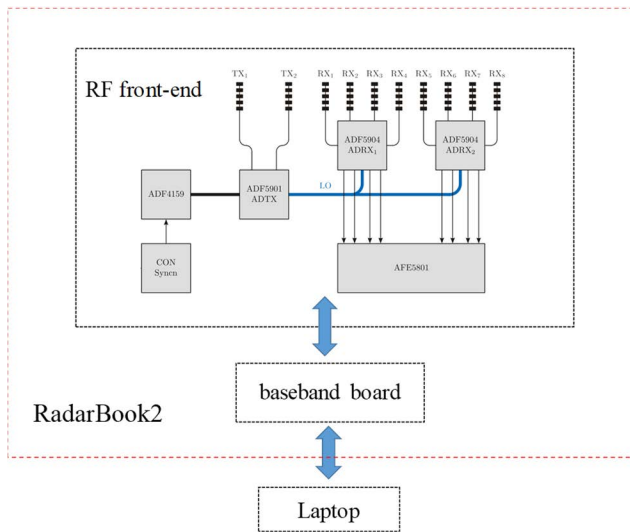 TX1 TX2 RX1 RX2 RX3 RX4 RX5 RX6 RX7 RX8
RF front-end
ADF5904
ADRX1
ADF5904
ADRX2
ADF4159
ADF5901
ADTX
LO
CON
Syncn
AFE5801
baseband board
RadarBook2
Laptop